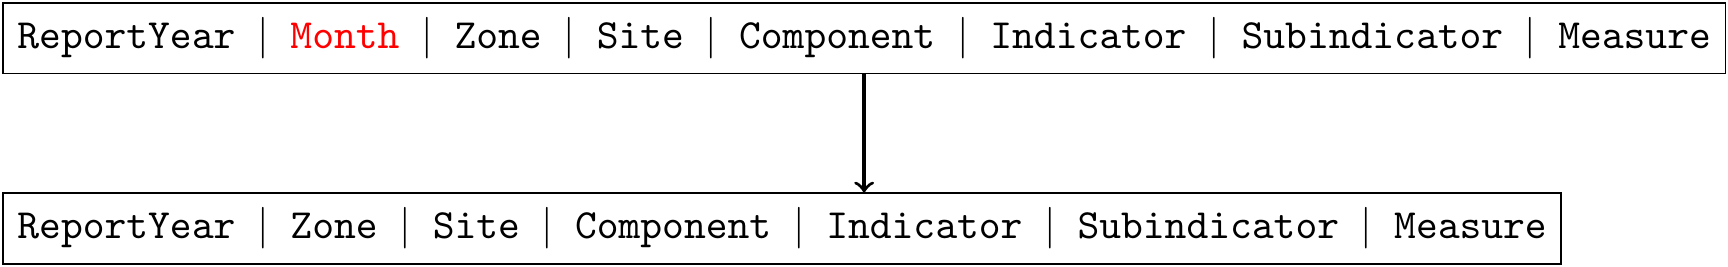 ReportYear | Month | Zone | Site | Component | Indicator | Subindicator | Measure
ReportYear | Zone | Site | Component | Indicator | Subindicator | Measure